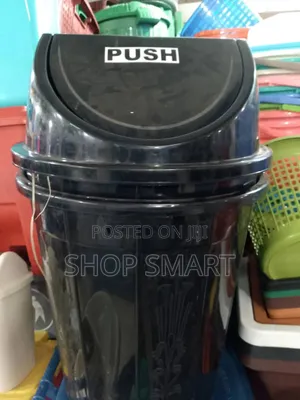 PUSH
POSTED ON JIJI
SHOP SMART